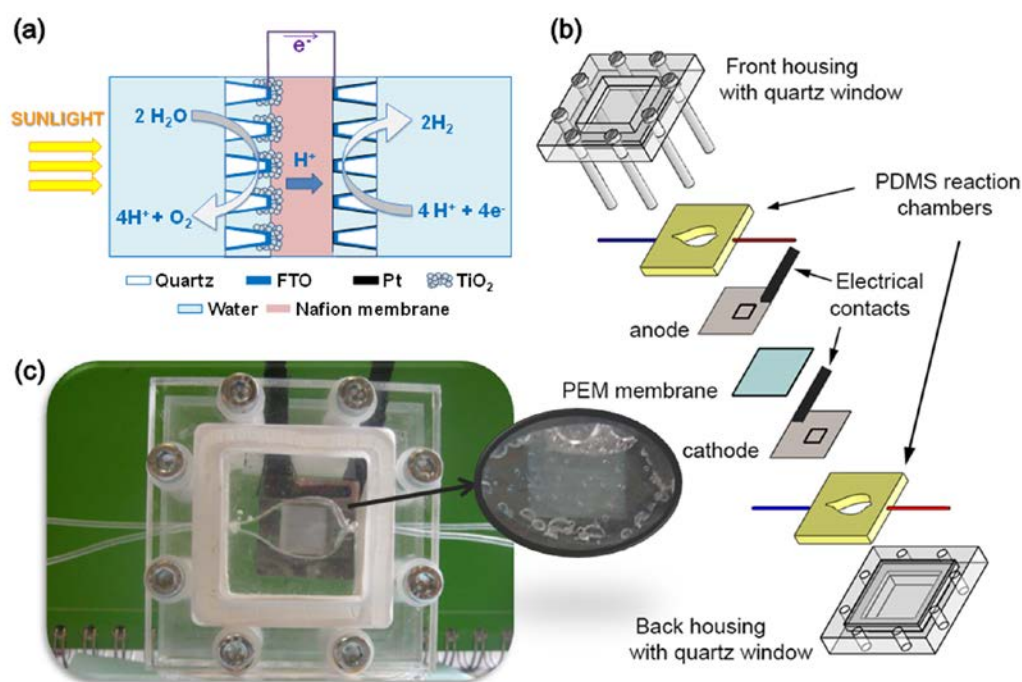 (a)
e⁻
SUNLIGHT
2 H₂O
2H₂
H⁺
4H⁺ + O₂
4 H⁺ + 4e⁻
Quartz FTO Pt TiO₂
Water Nafion membrane
(b)
Front housing
with quartz window
PDMS reaction
chambers
Electrical
contacts
anode
PEM membrane
cathode
Back housing
with quartz window
(c)